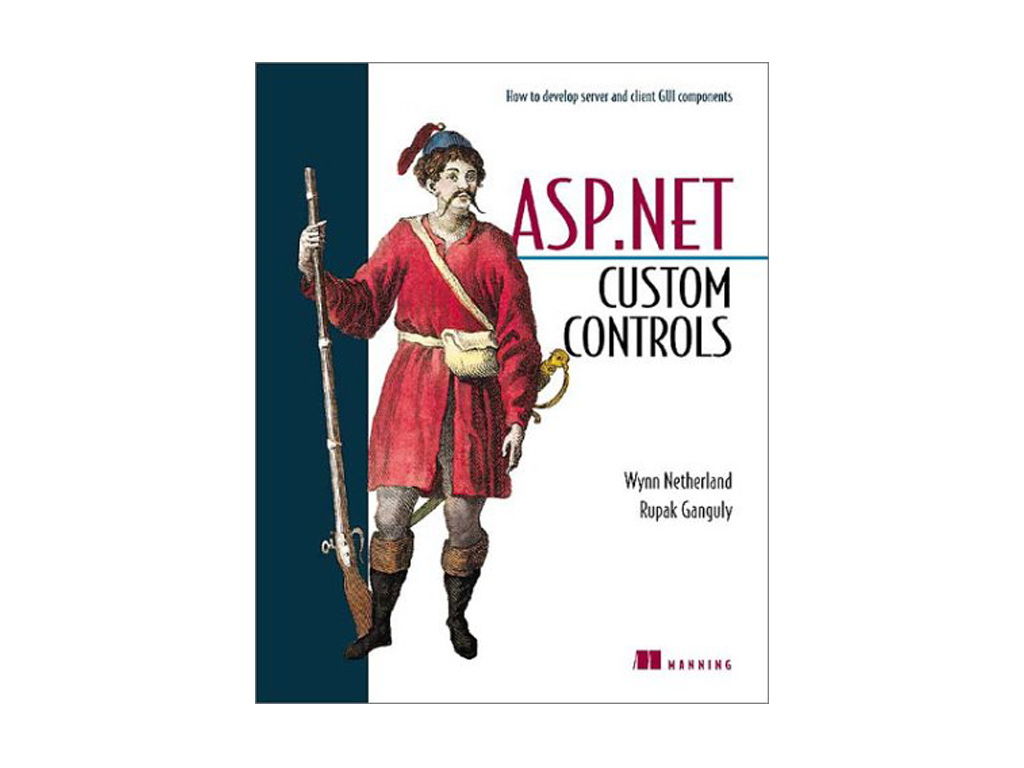 How to develop server and client GUI components
ASP.NET
CUSTOM
CONTROLS
Wynn Netherland
Rupak Ganguly
MANNING